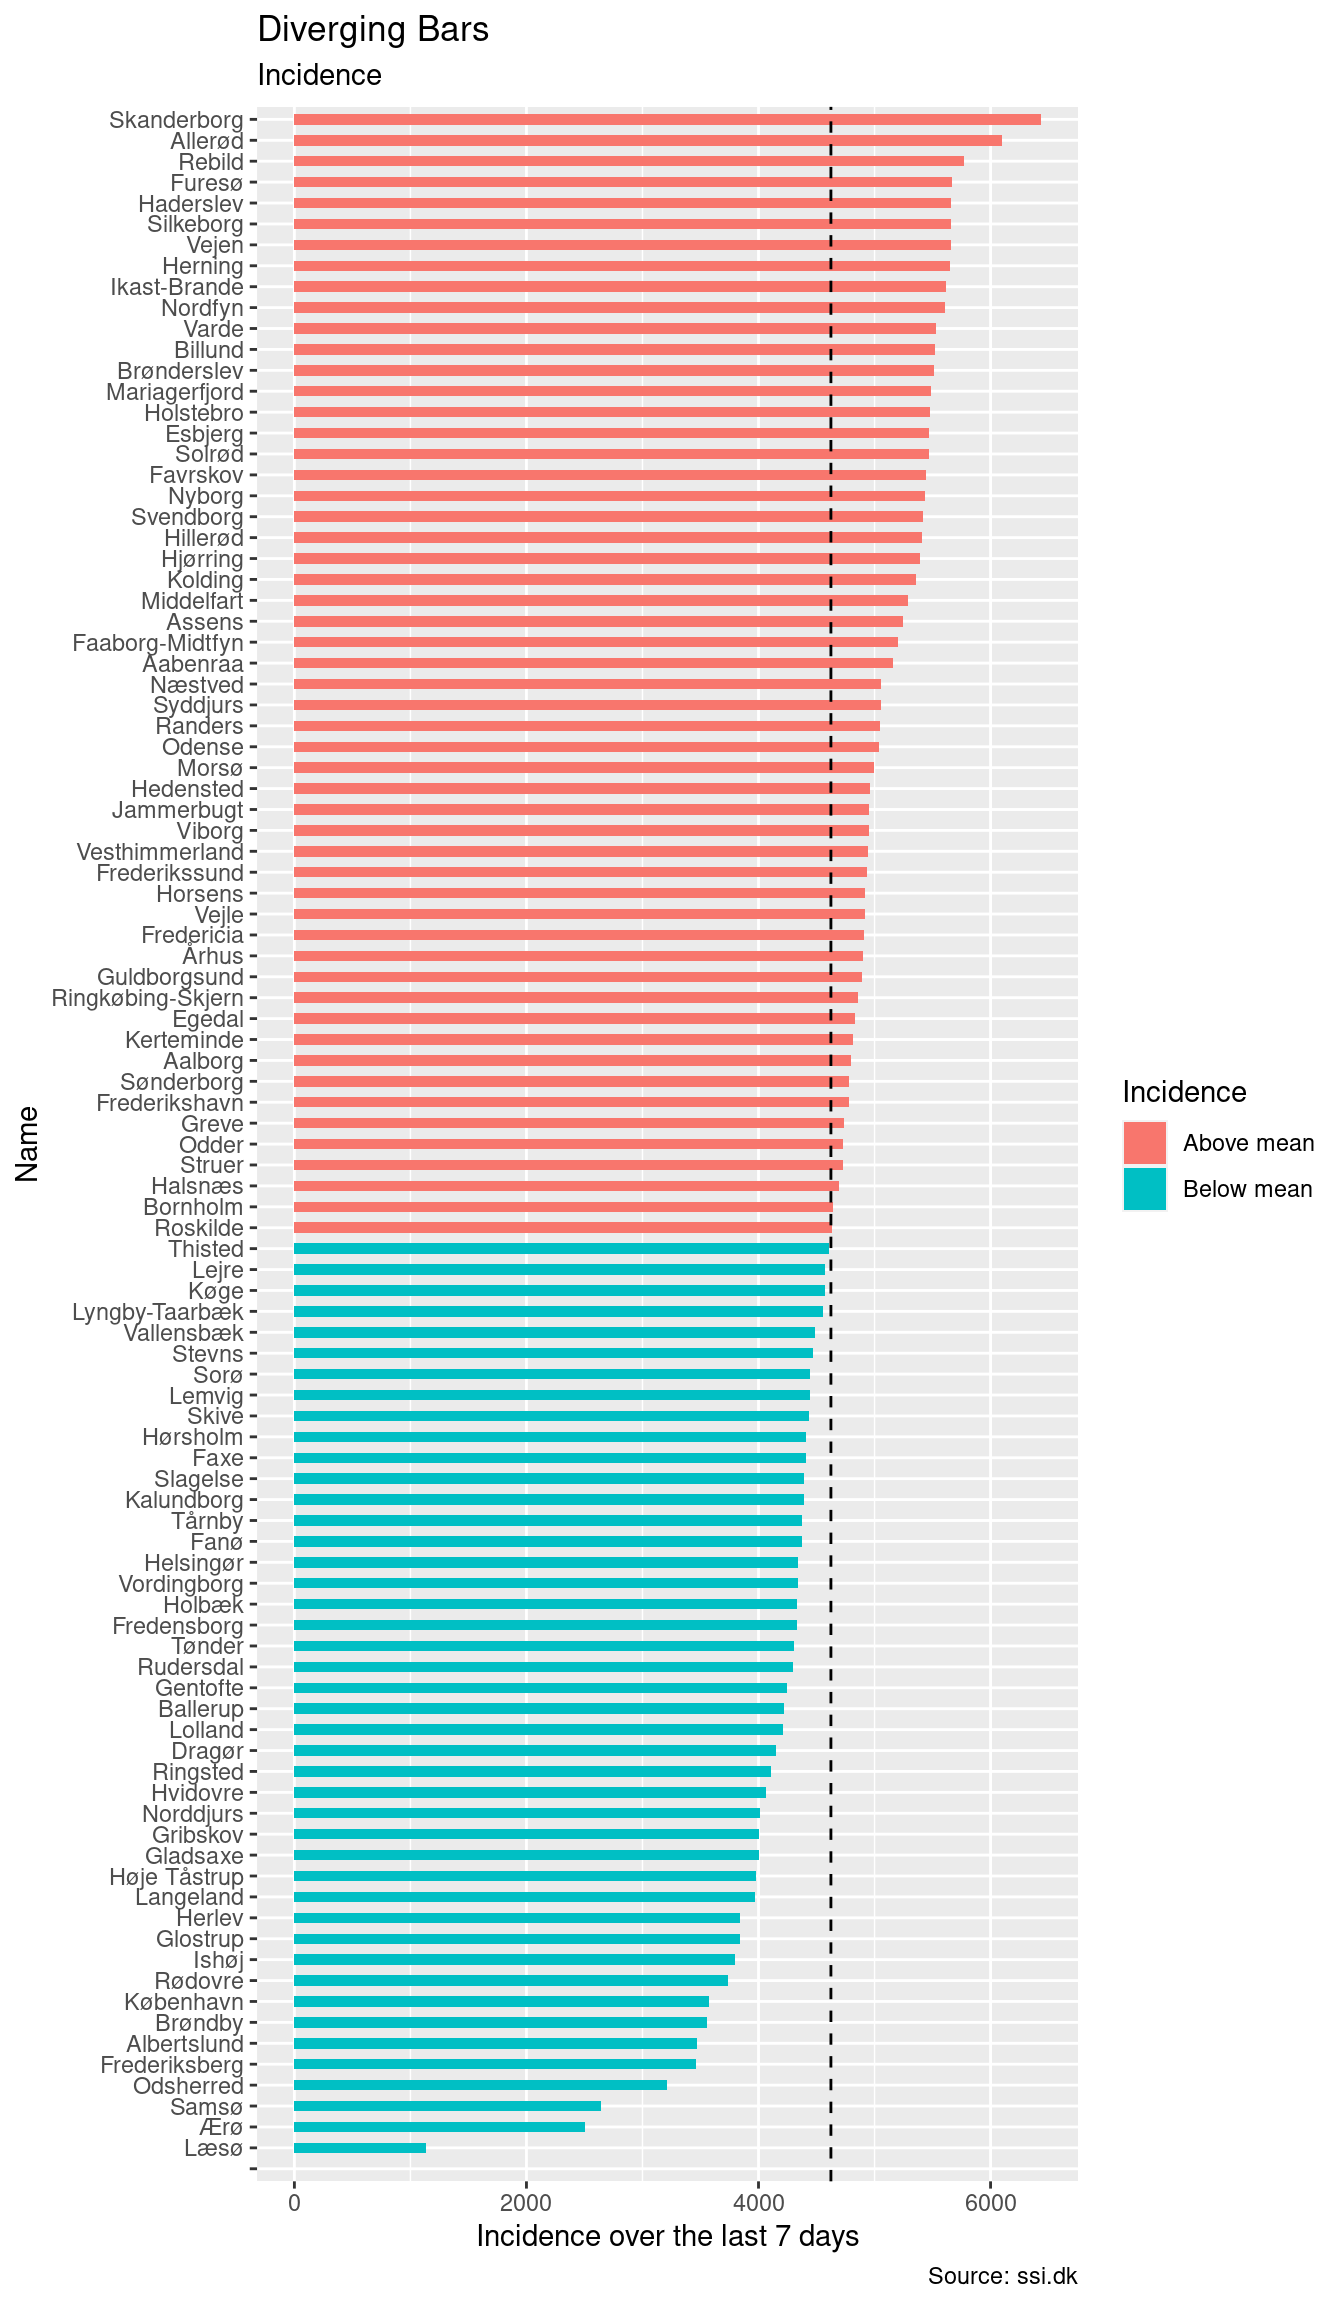 Diverging Bars
Incidence
Skanderborg
Allerød
Rebild
Furesø
Haderslev
Silkeborg
Vejen
Herning
Ikast-Brande
Nordfyn
Varde
Billund
Brønderslev
Mariagerfjord
Holstebro
Esbjerg
Solrød
Favrskov
Nyborg
Svendborg
Hillerød
Hjørring
Kolding
Middelfart
Assens
Faaborg-Midtfyn
Aabenraa
Næstved
Syddjurs
Randers
Odense
Morsø
Hedensted
Jammerbugt
Viborg
Vesthimmerland
Frederikssund
Horsens
Vejle
Fredericia
Århus
Guldborgsund
Ringkøbing-Skjern
Egedal
Kerteminde
Aalborg
Sønderborg
Frederikshavn
Greve
Odder
Struer
Halsnæs
Bornholm
Roskilde
Thisted
Lejre
Køge
Lyngby-Taarbæk
Vallensbæk
Stevns
Sorø
Lemvig
Skive
Hørsholm
Faxe
Slagelse
Kalundborg
Tårnby
Fanø
Helsingør
Vordingborg
Holbæk
Fredensborg
Tønder
Rudersdal
Gentofte
Ballerup
Lolland
Dragør
Ringsted
Hvidovre
Norddjurs
Gribskov
Gladsaxe
Høje Tåstrup
Langeland
Herlev
Glostrup
Ishøj
Rødovre
København
Brøndby
Albertslund
Frederiksberg
Odsherred
Samsø
Ærø
Læsø
Name
0 2000 4000 6000
Incidence over the last 7 days
Incidence
Above mean
Below mean
Source: ssi.dk